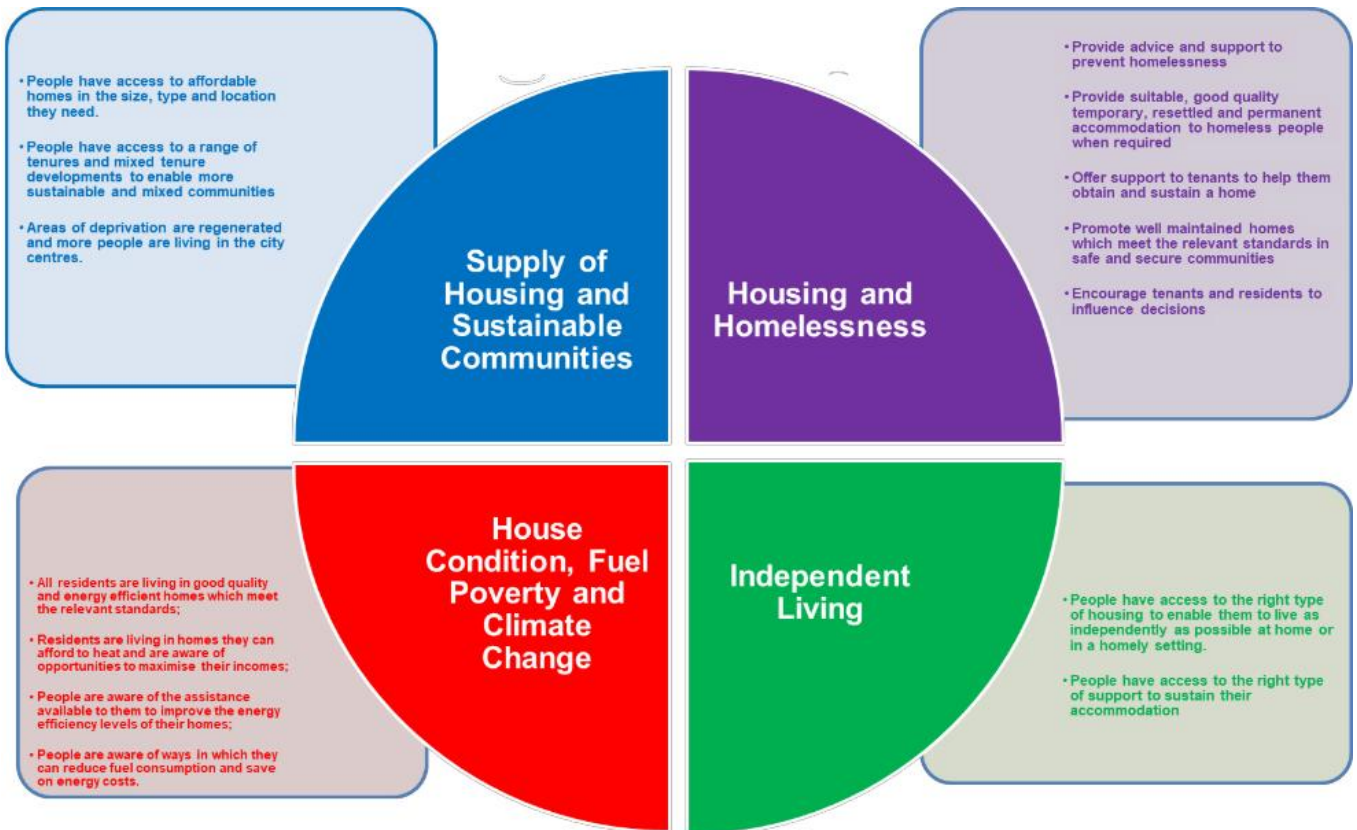 • People have access to affordable
homes in the size, type and location
they need.
• People have access to a range of
tenures and mixed tenure
developments to enable more
sustainable and mixed communities
• Areas of deprivation are regenerated
and more people are living in the city
centres.
Supply of
Housing and
Sustainable
Communities
• Provide advice and support to
prevent homelessness
• Provide suitable, good quality
temporary, resettled and permanent
accommodation to homeless people
when required
• Offer support to tenants to help them
obtain and sustain a home
• Promote well maintained homes
which meet the relevant standards in
safe and secure communities
• Encourage tenants and residents to
influence decisions
Housing and
Homelessness
• All residents are living in good quality
and energy efficient homes which meet
the relevant standards;
• Residents are living in homes they can
afford to heat and are aware of
opportunities to maximise their incomes;
• People are aware of the assistance
available to them to improve the energy
efficiency levels of their homes;
• People are aware of ways in which they
can reduce fuel consumption and save
on energy costs.
House
Condition, Fuel
Poverty and
Climate
Change
Independent
Living
• People have access to the right type
of housing to enable them to live as
independently as possible at home or
in a homely setting.
• People have access to the right type
of support to sustain their
accommodation